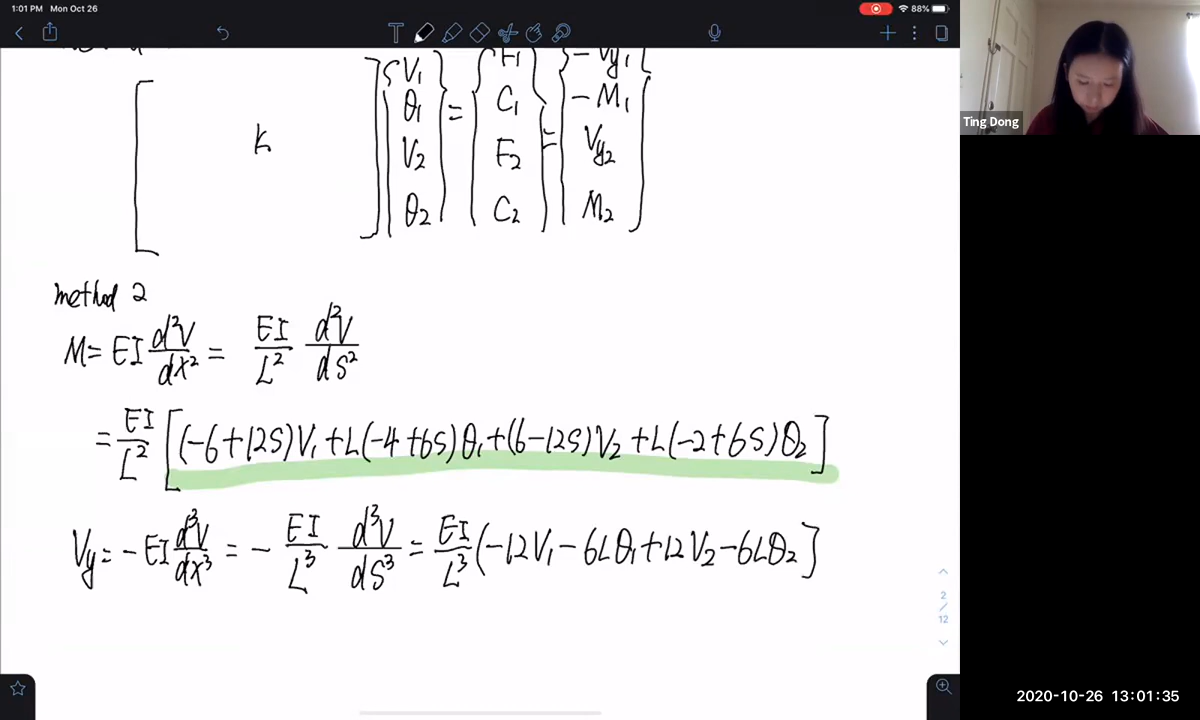 1:01 PM Mon Oct 26
88%
Ting Dong
[ K ] { V₁ θ₁ V₂ θ₂ } = { F₁ C₁ F₂ C₂ } = { -Vy₁ -M₁ Vy₂ M₂ }
method 2
M = EI d²V/dx² = EI/L² d²V/dS²
= EI/L² [(-6+12S)V₁ + L(-4+6S)θ₁ + (6-12S)V₂ + L(-2+6S)θ₂]
Vy = -EI d³V/dx³ = - EI/L³ d³V/dS³ = EI/L³ (-12V₁ - 6Lθ₁ + 12V₂ - 6Lθ₂]
2
/
12
2020-10-26 13:01:35